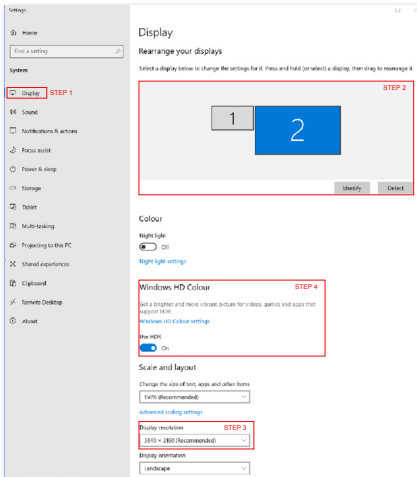 Settings
Home
Find a setting
System
Display STEP 1
Sound
Notifications & actions
Focus assist
Power & sleep
Storage
Tablet
Multi-tasking
Projecting to this PC
Shared experiences
Clipboard
Remote Desktop
About
Display
Rearrange your displays
Select a display below to change the settings for it. Press and hold (or select) a display, then drag to rearrange it.
STEP 2
1 2
Identify Detect
Colour
Night light
Off
Night light settings
Windows HD Colour STEP 4
Get a brighter and more vibrant picture for videos, games and apps that
support HDR.
Windows HD Colour settings
Use HDR
On
Scale and layout
Change the size of text, apps and other items
150% (Recommended)
Advanced scaling settings
Display resolution STEP 3
3840 × 2160 (Recommended)
Display orientation
Landscape